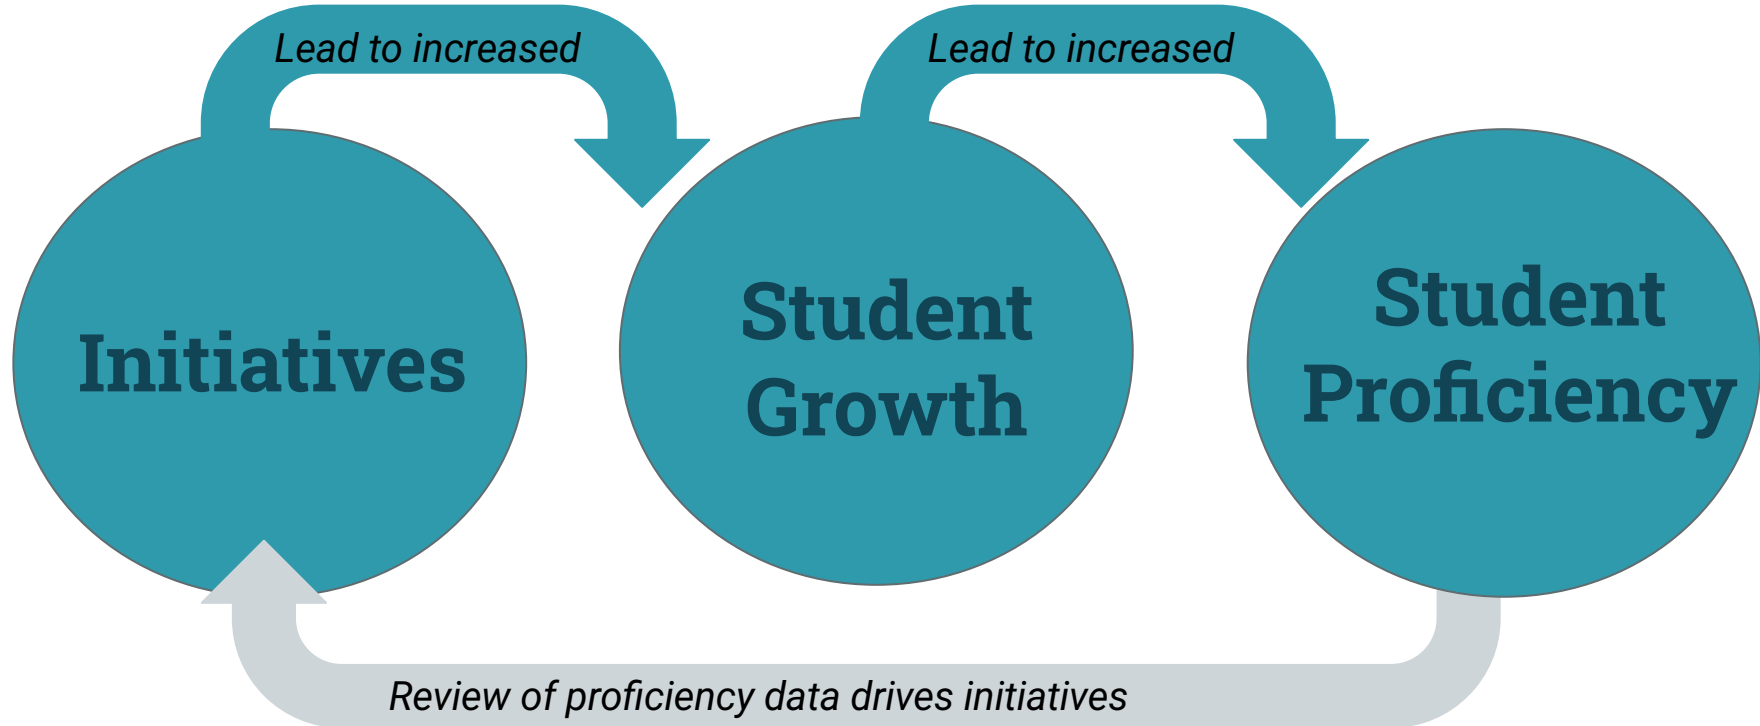 Lead to increased
Lead to increased
Initiatives
Student
Growth
Student
Proficiency
Review of proficiency data drives initiatives